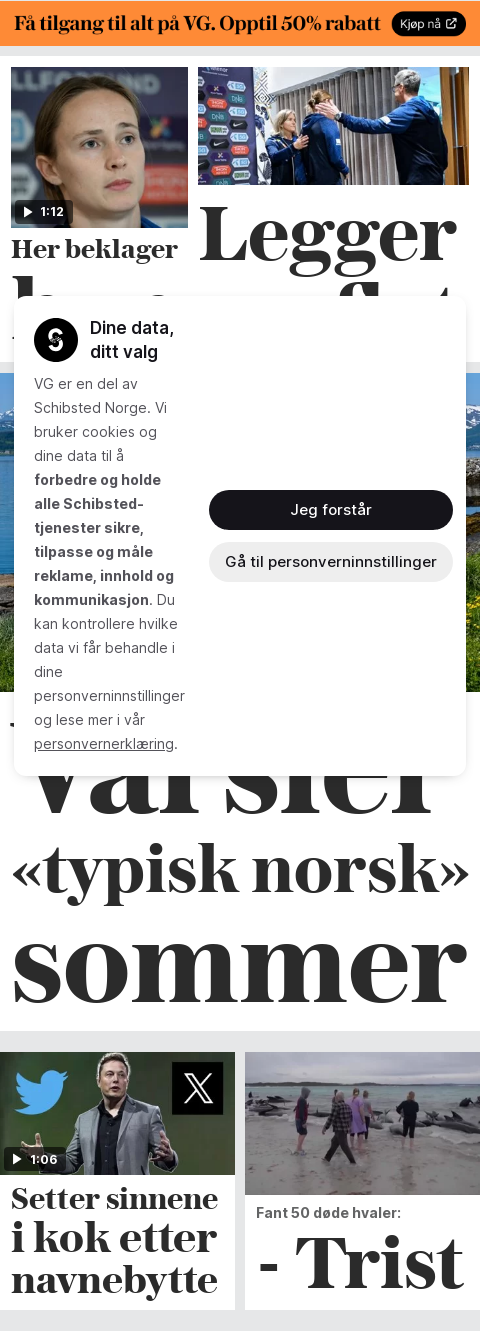 Få tilgang til alt på VG. Opptil 50% rabatt
Kjøp nå
1:12
Her beklager
Legger
Dine data,
ditt valg
VG er en del av
Schibsted Norge. Vi
bruker cookies og
dine data til å
forbedre og holde
alle Schibsted-
tjenester sikre,
tilpasse og måle
reklame, innhold og
kommunikasjon. Du
kan kontrollere hvilke
data vi får behandle i
dine
personverninnstillinger
og lese mer i vår
personvernerklæring.
Jeg forstår
Gå til personverninnstillinger
«typisk norsk»
sommer
1:06
Setter sinnene
i kok etter
navnebytte
Fant 50 døde hvaler:
- Trist